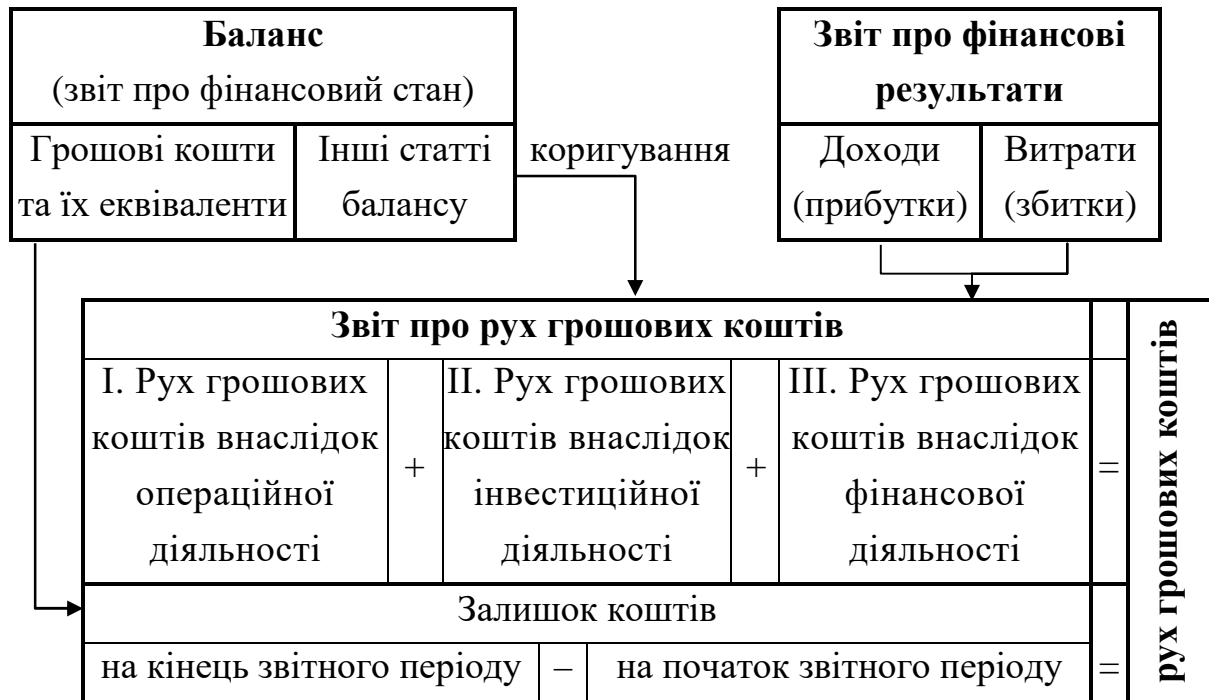 Баланс
(звіт про фінансовий стан)
Грошові кошти
та їх еквіваленти
Інші статті
балансу
коригування
Звіт про фінансові
результати
Доходи
(прибутки)
Витрати
(збитки)
Звіт про рух грошових коштів
І. Рух грошових
коштів внаслідок
операційної
діяльності
+
ІІ. Рух грошових
коштів внаслідок
інвестиційної
діяльності
+
ІІІ. Рух грошових
коштів внаслідок
фінансової
діяльності
=
Залишок коштів
на кінець звітного періоду – на початок звітного періоду =
рух грошових коштів